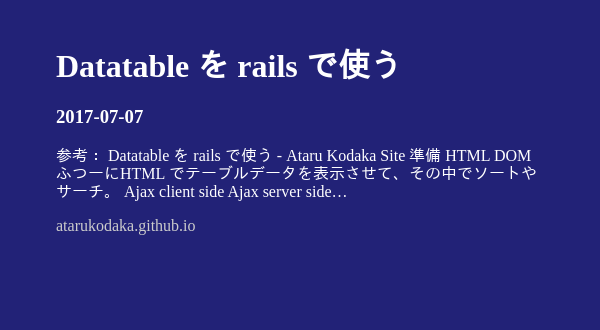 Datatable を rails で使う
2017-07-07
参考： Datatable を rails で使う - Ataru Kodaka Site 準備 HTML DOM
ふつーにHTML でテーブルデータを表示させて、その中でソートや
サーチ。 Ajax client side Ajax server side…
atarukodaka.github.io